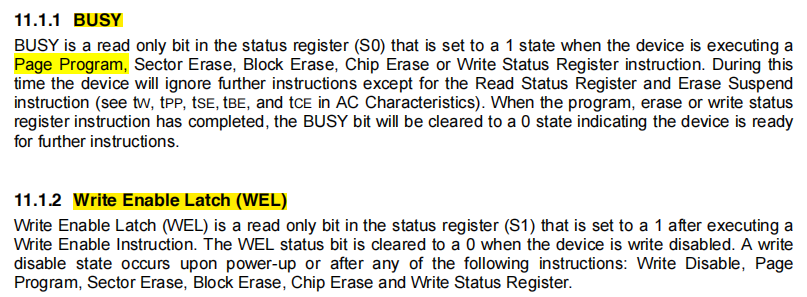 11.1.1 BUSY
BUSY is a read only bit in the status register (S0) that is set to a 1 state when the device is executing a
Page Program, Sector Erase, Block Erase, Chip Erase or Write Status Register instruction. During this
time the device will ignore further instructions except for the Read Status Register and Erase Suspend
instruction (see tW, tPP, tSE, tBE, and tCE in AC Characteristics). When the program, erase or write status
register instruction has completed, the BUSY bit will be cleared to a 0 state indicating the device is ready
for further instructions.
11.1.2 Write Enable Latch (WEL)
Write Enable Latch (WEL) is a read only bit in the status register (S1) that is set to a 1 after executing a
Write Enable Instruction. The WEL status bit is cleared to a 0 when the device is write disabled. A write
disable state occurs upon power-up or after any of the following instructions: Write Disable, Page
Program, Sector Erase, Block Erase, Chip Erase and Write Status Register.